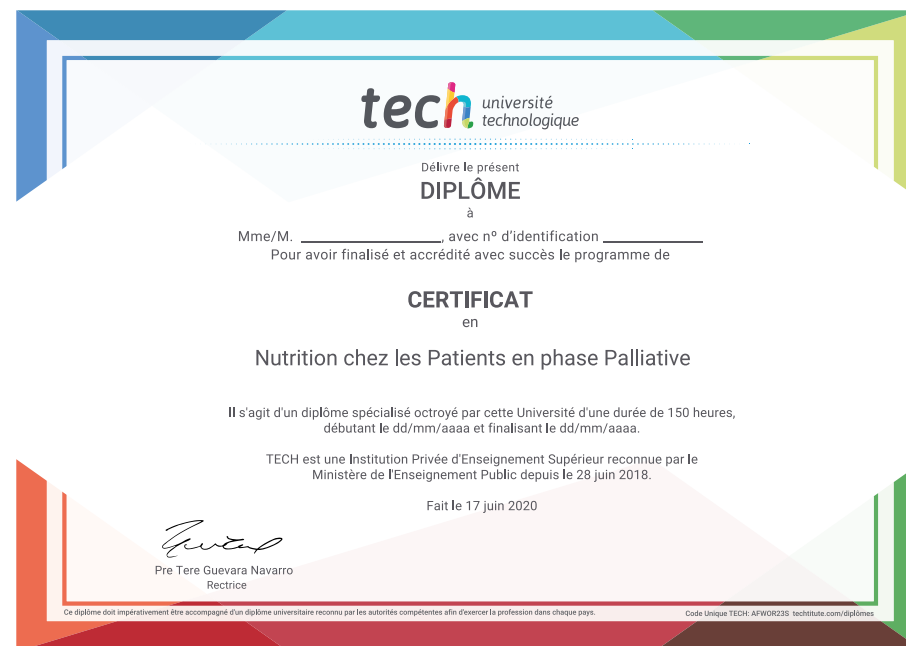 tech université
technologique
Délivre le présent
DIPLÔME
à
Mme/M. ____________________, avec nº d'identification ______________
Pour avoir finalisé et accrédité avec succès le programme de
CERTIFICAT
en
Nutrition chez les Patients en phase Palliative
Il s'agit d'un diplôme spécialisé octroyé par cette Université d'une durée de 150 heures,
débutant le dd/mm/aaaa et finalisant le dd/mm/aaaa.
TECH est une Institution Privée d'Enseignement Supérieur reconnue par le
Ministère de l'Enseignement Public depuis le 28 juin 2018.
Fait le 17 juin 2020
Pre Tere Guevara Navarro
Rectrice
Ce diplôme doit impérativement être accompagné d'un diplôme universitaire reconnu par les autorités compétentes afin d'exercer la profession dans chaque pays.
Code Unique TECH: AFWOR23S techtitute.com/diplômes